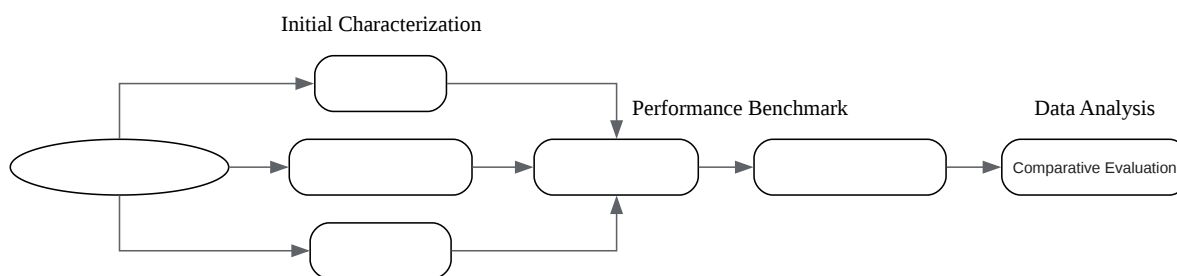 Initial Characterization
Performance Benchmark
Data Analysis
Comparative Evaluation